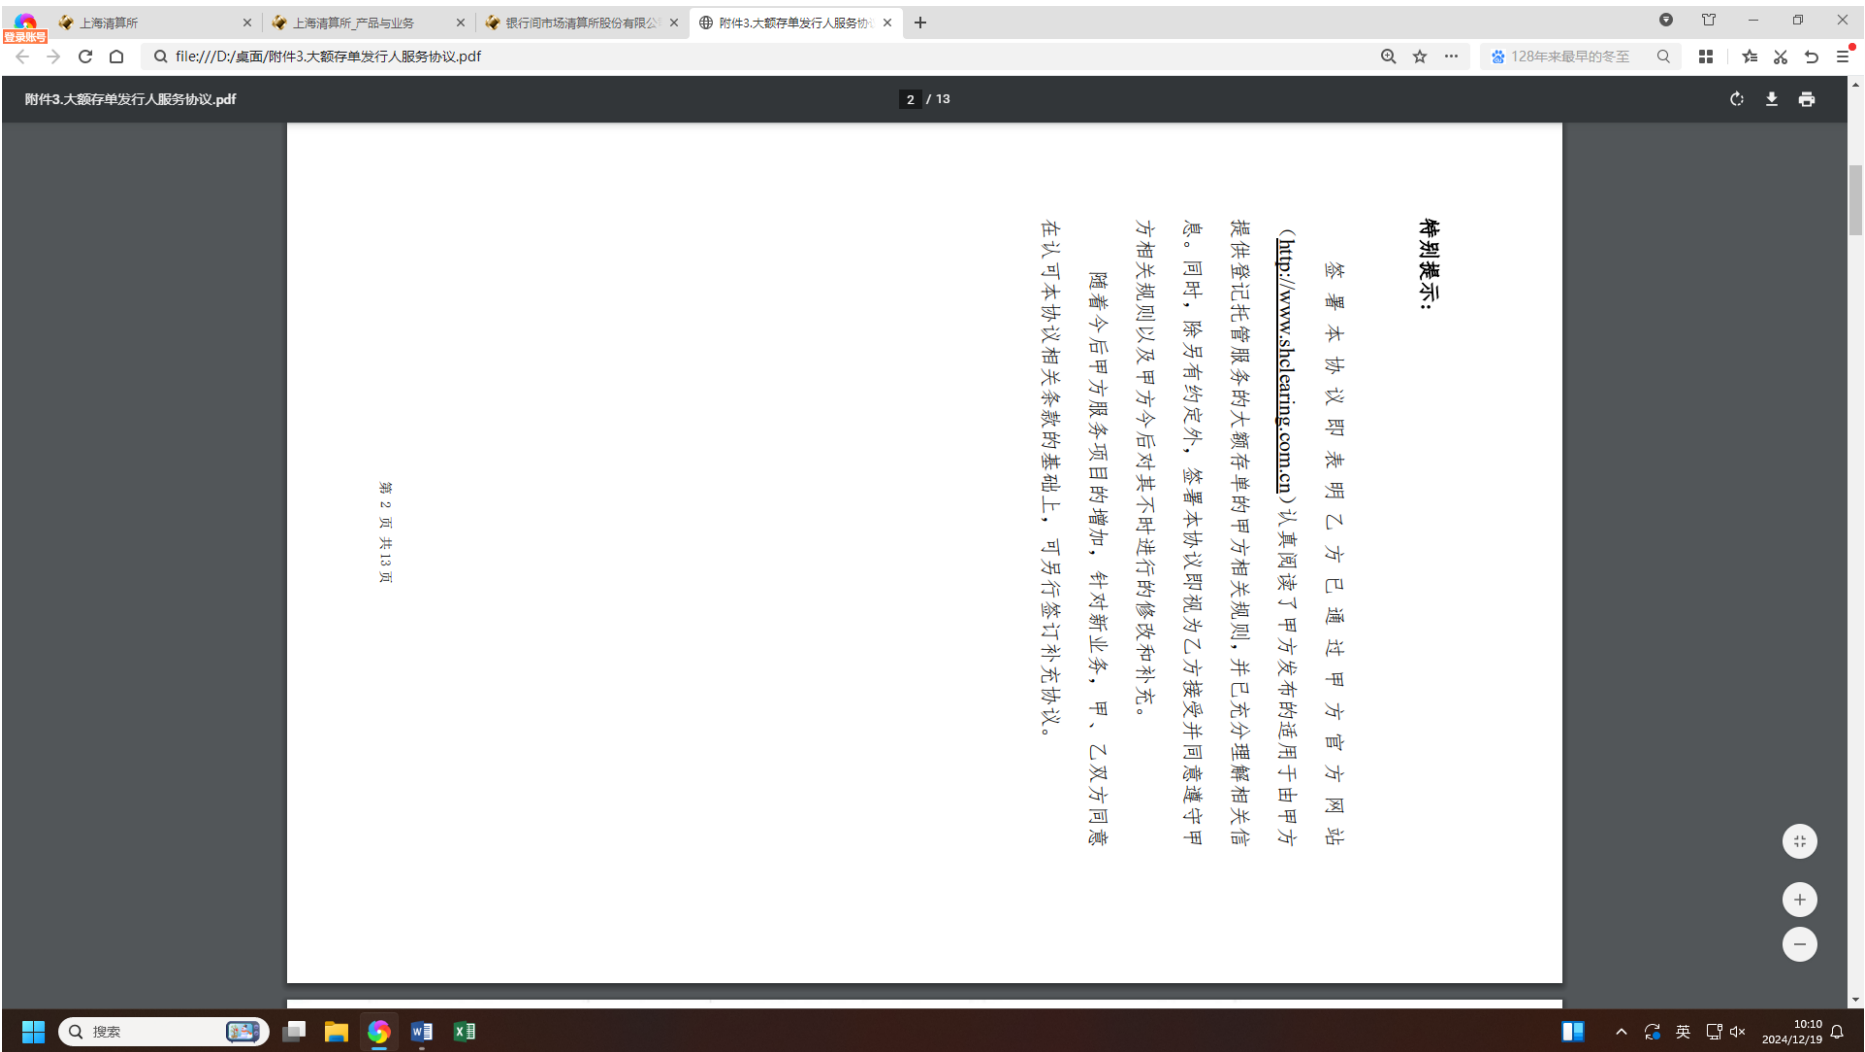 上海清算所
上海清算所_产品与业务
银行间市场清算所股份有限公
附件3.大额存单发行人服务协
登录账号
file:///D:/桌面/附件3.大额存单发行人服务协议.pdf
128年来最早的冬至
附件3.大额存单发行人服务协议.pdf
2 / 13
特别提示：
签署本协议即表明乙方已通过甲方官方网站
（http://www.shclearing.com.cn）认真阅读了甲方发布的适用于由甲方
提供登记托管服务的大额存单的甲方相关规则，并已充分理解相关信
息。同时，除另有约定外，签署本协议即视为乙方接受并同意遵守甲
方相关规则以及甲方今后对其不时进行的修改和补充。
随着今后甲方服务项目的增加，针对新业务，甲、乙双方同意
在认可本协议相关条款的基础上，可另行签订补充协议。
第 2 页 共13页
搜索
英
10:10
2024/12/19